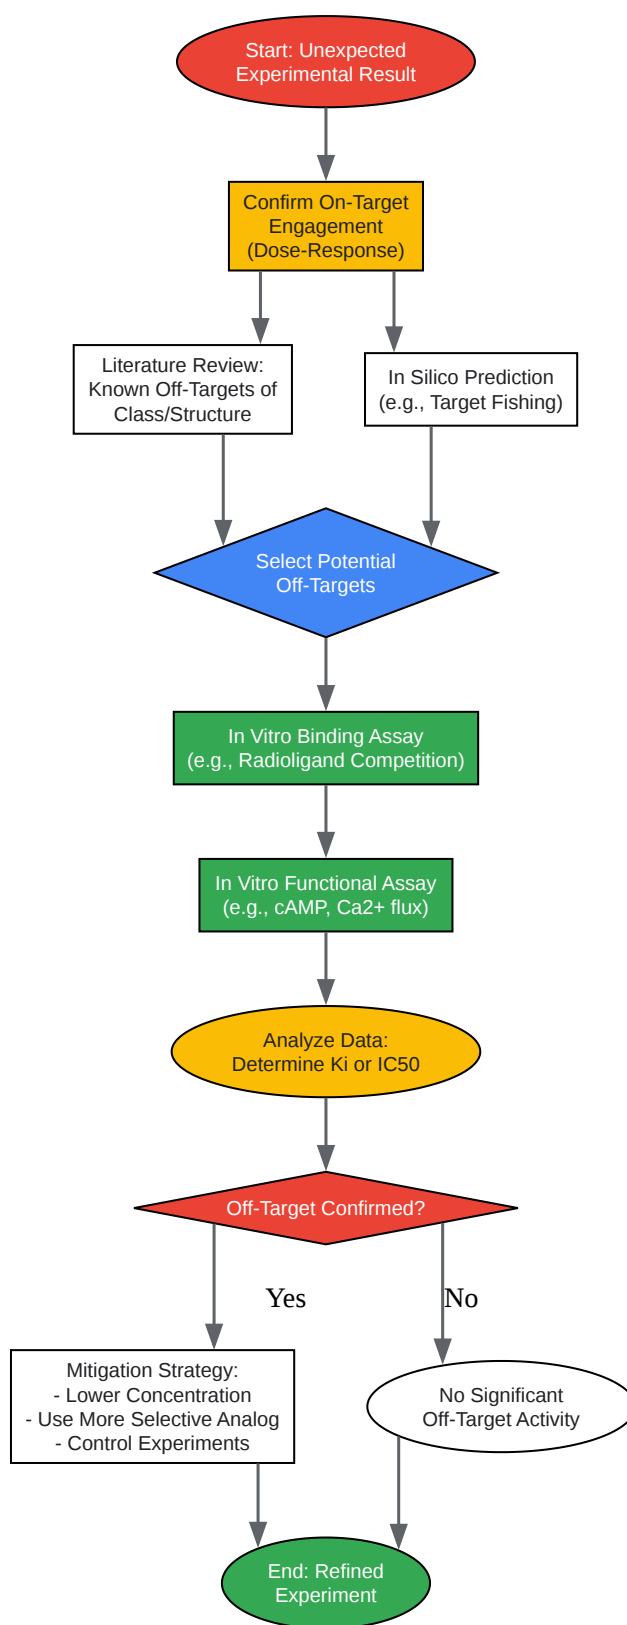 Start: Unexpected
Experimental Result
Confirm On-Target
Engagement
(Dose-Response)
Literature Review:
Known Off-Targets of
Class/Structure
In Silico Prediction
(e.g., Target Fishing)
Select Potential
Off-Targets
In Vitro Binding Assay
(e.g., Radioligand Competition)
In Vitro Functional Assay
(e.g., cAMP, Ca2+ flux)
Analyze Data:
Determine Ki or IC50
Off-Target Confirmed?
Yes
No
Mitigation Strategy:
- Lower Concentration
- Use More Selective Analog
- Control Experiments
No Significant
Off-Target Activity
End: Refined
Experiment